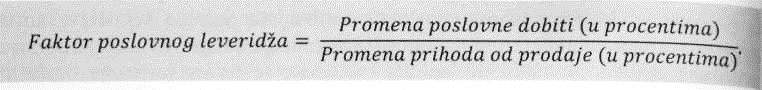 Promena poslovne dobiti (u procentima)
Faktor poslovnog leveridža = 
Promena prihoda od prodaje (u procentima).